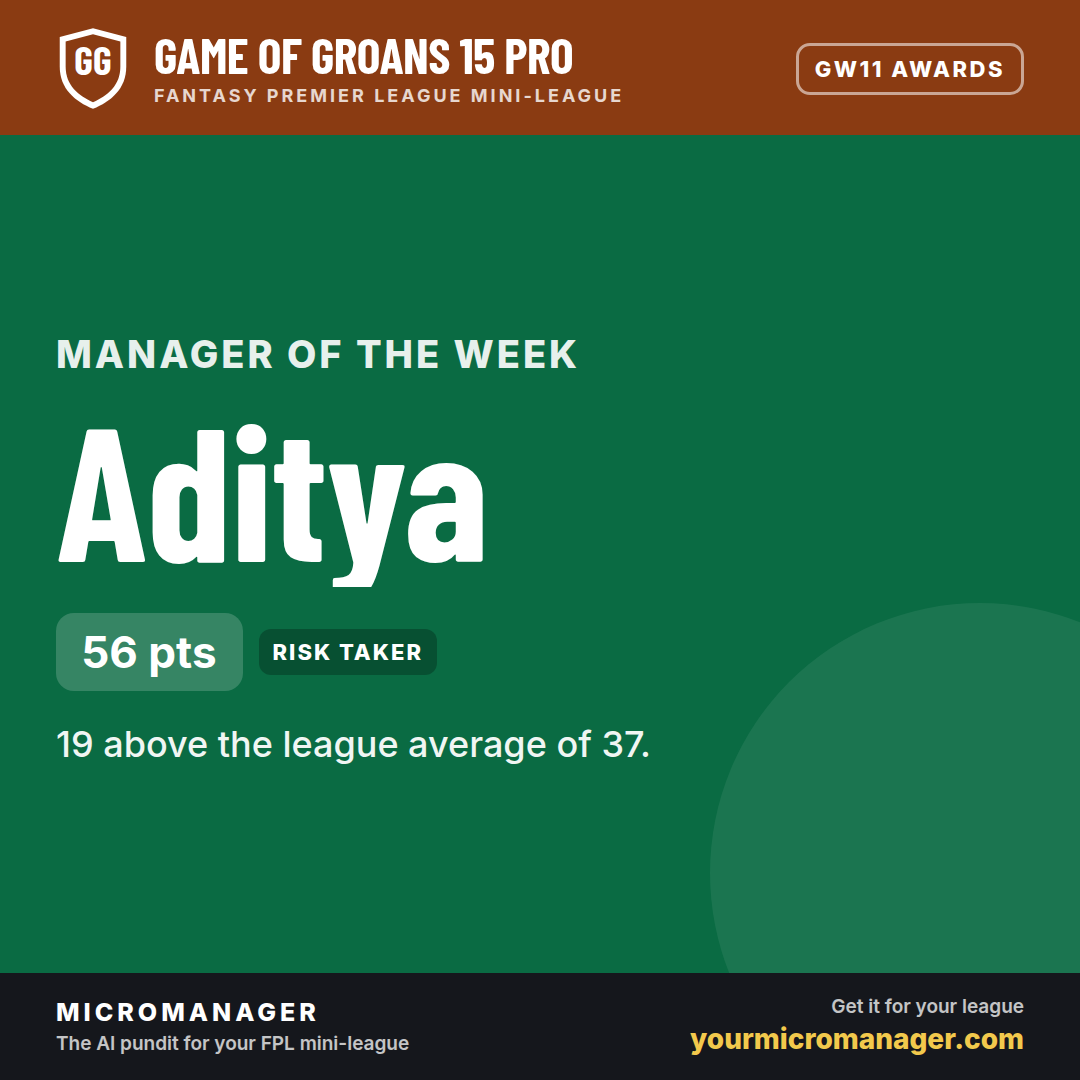 GG
GAME OF GROANS 15 PRO
FANTASY PREMIER LEAGUE MINI-LEAGUE
GW11 AWARDS
MANAGER OF THE WEEK
Aditya
56 pts
RISK TAKER
19 above the league average of 37.
MICROMANAGER
The AI pundit for your FPL mini-league
Get it for your league
yourmicromanager.com